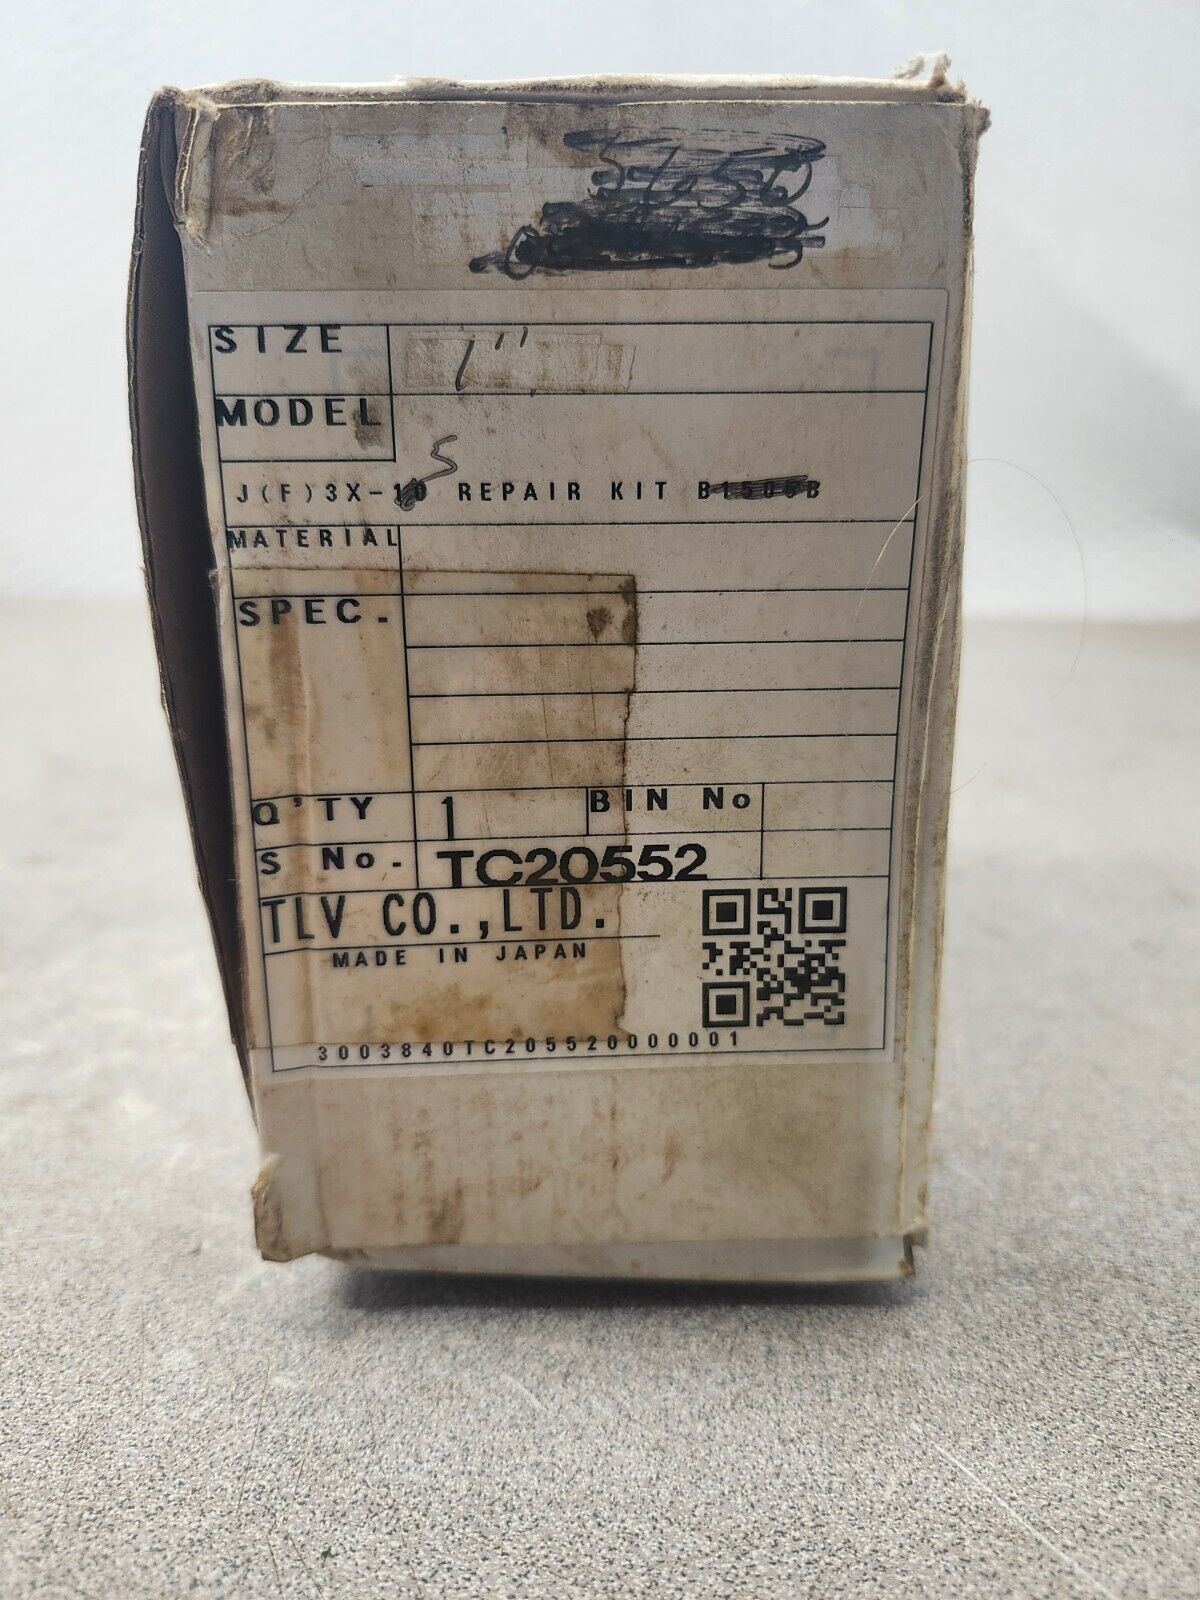 SIZE 1"
MODEL
S
J(F)3X-10 REPAIR KIT
MATERIAL
SPEC.
Q'TY 1 BIN No
S No. TC20552
TLV CO.,LTD.
MADE IN JAPAN
3003840TC205520000001